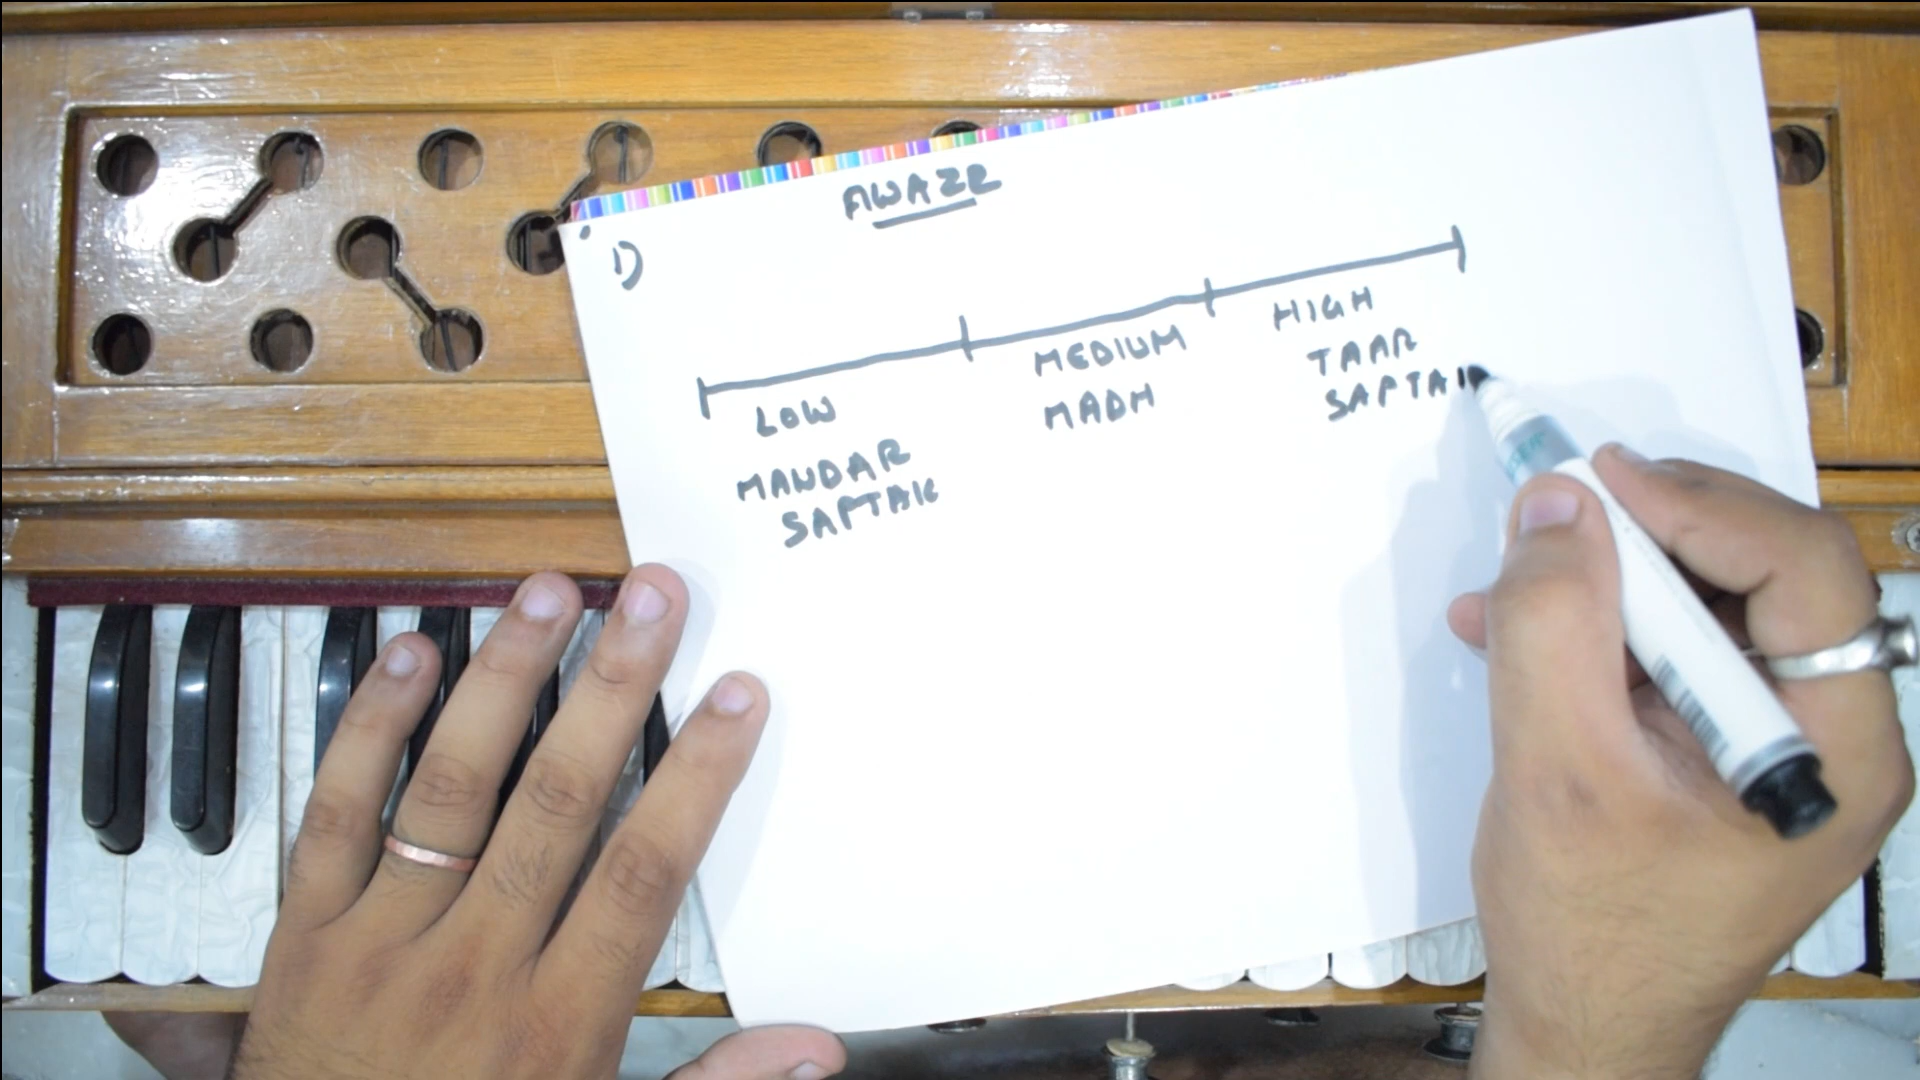 AWAZE
1)
LOW
MEDIUM
HIGH
MANDAR
SAPTAK
MADH
TAAR
SAPTAK